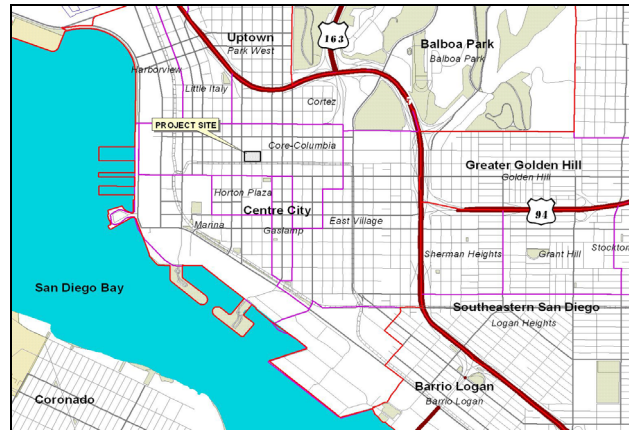 Uptown
Park West
163
Balboa Park
Balboa Park
Harborview
Little Italy
Cortez
PROJECT SITE
Core-Columbia
Greater Golden Hill
Golden Hill
Horton Plaza
Centre City
94
Marina
Gaslamp
East Village
Sherman Heights
Grant Hill
Stockton
San Diego Bay
Southeastern San Diego
Logan Heights
Barrio Logan
Barrio Logan
Coronado